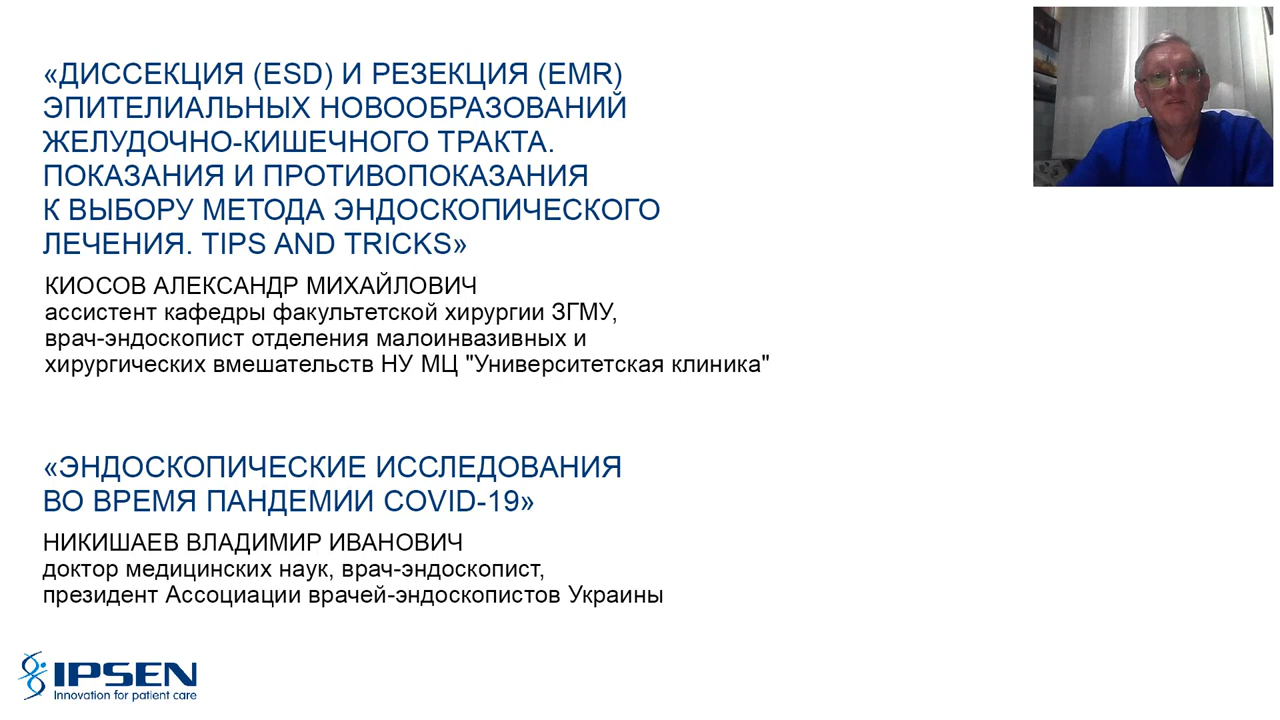 «ДИССЕКЦИЯ (ESD) И РЕЗЕКЦИЯ (EMR)
ЭПИТЕЛИАЛЬНЫХ НОВООБРАЗОВАНИЙ
ЖЕЛУДОЧНО-КИШЕЧНОГО ТРАКТА.
ПОКАЗАНИЯ И ПРОТИВОПОКАЗАНИЯ
К ВЫБОРУ МЕТОДА ЭНДОСКОПИЧЕСКОГО
ЛЕЧЕНИЯ. TIPS AND TRICKS»
КИОСОВ АЛЕКСАНДР МИХАЙЛОВИЧ
ассистент кафедры факультетской хирургии ЗГМУ,
врач-эндоскопист отделения малоинвазивных и
хирургических вмешательств НУ МЦ "Университетская клиника"
«ЭНДОСКОПИЧЕСКИЕ ИССЛЕДОВАНИЯ
ВО ВРЕМЯ ПАНДЕМИИ COVID-19»
НИКИШАЕВ ВЛАДИМИР ИВАНОВИЧ
доктор медицинских наук, врач-эндоскопист,
президент Ассоциации врачей-эндоскопистов Украины
IPSEN
Innovation for patient care